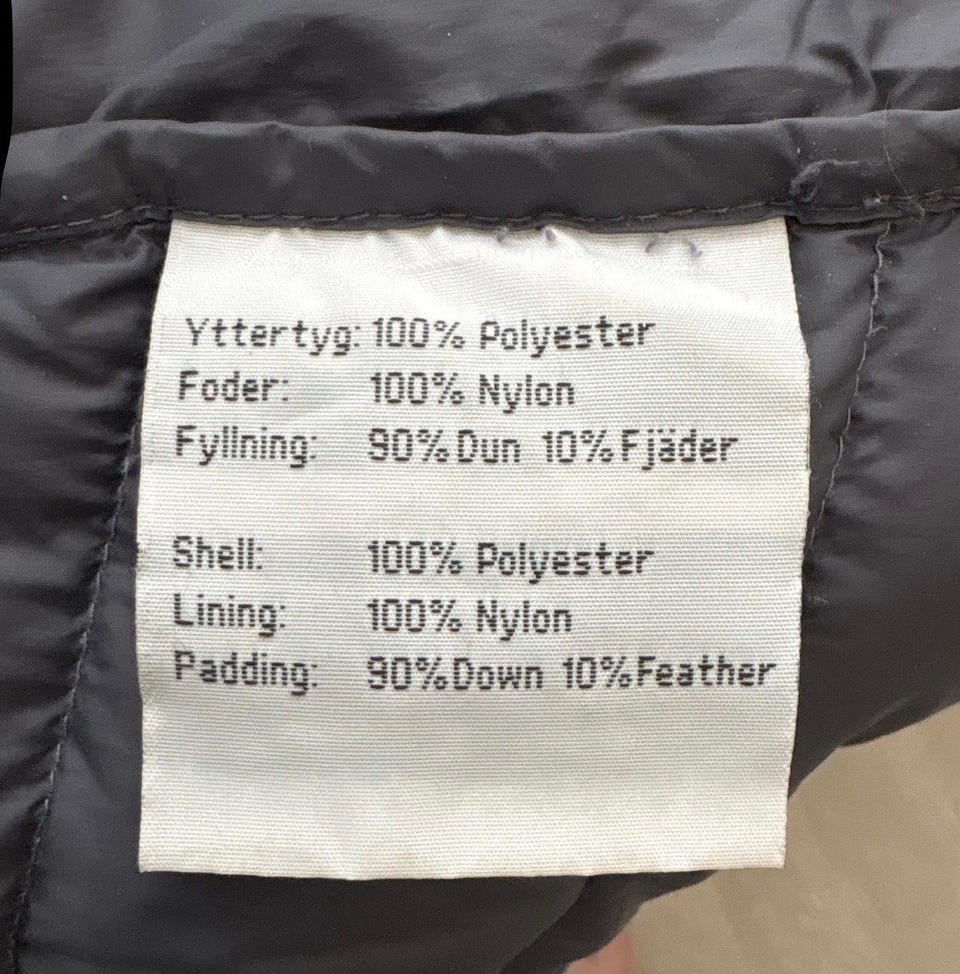 Yttertyg: 100% Polyester
Foder: 100% Nylon
Fyllning: 90% Dun 10% Fjäder
Shell: 100% Polyester
Lining: 100% Nylon
Padding: 90% Down 10% Feather